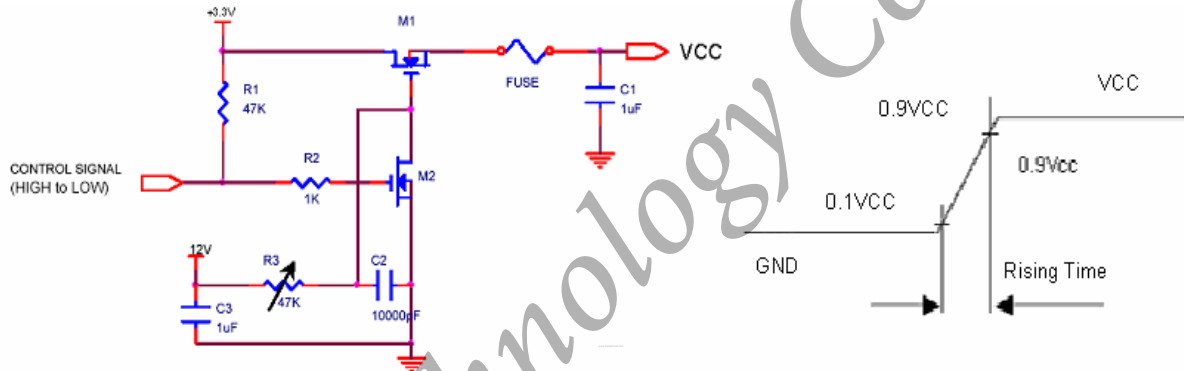 +3.3V
M1
R1
47K
FUSE
VCC
C1
1uF
CONTROL SIGNAL
(HIGH to LOW)
R2
1K
M2
12V
R3
47K
C2
10000pF
C3
1uF
VCC
0.9VCC
0.9Vcc
0.1VCC
GND
Rising Time